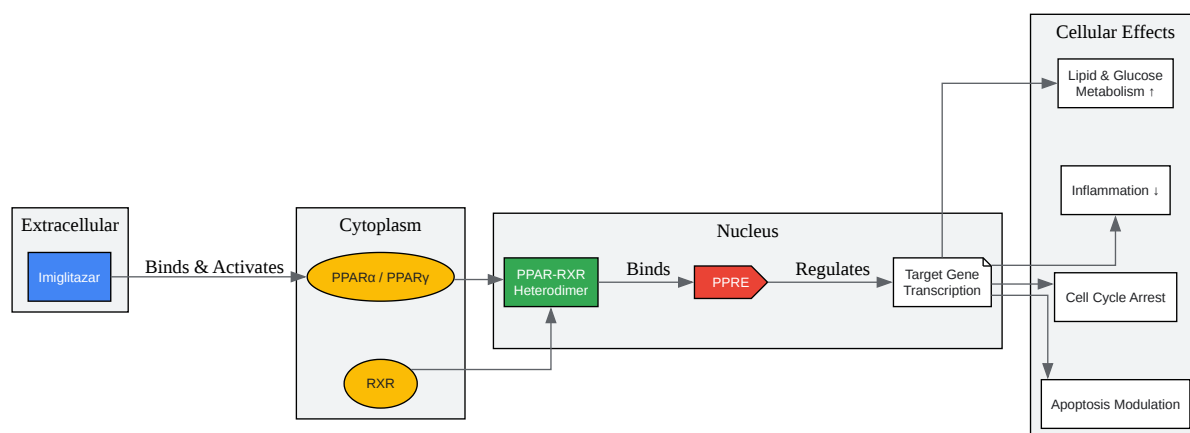 Cellular Effects
Lipid & Glucose
Metabolism ↑
Inflammation ↓
Extracellular
Cytoplasm
Nucleus
Imiglitazar
Binds & Activates
PPARα / PPARγ
PPAR-RXR
Heterodimer
Binds
PPRE
Regulates
Target Gene
Transcription
Cell Cycle Arrest
RXR
Apoptosis Modulation